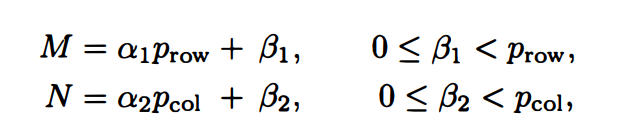 M = α₁p_row + β₁, 0 ≤ β₁ < p_row,
N = α₂p_col + β₂, 0 ≤ β₂ < p_col,